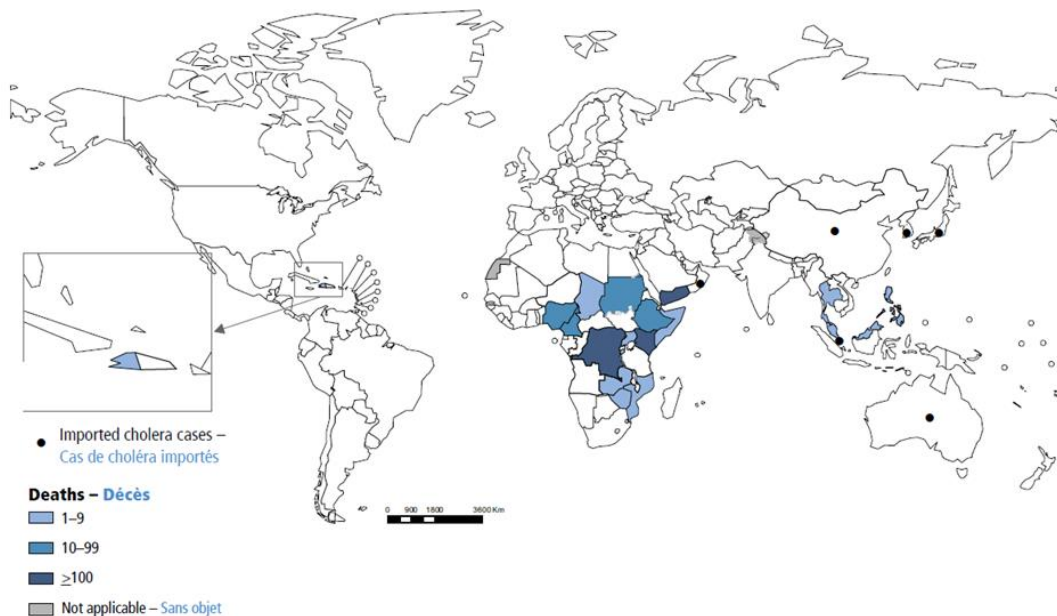 Imported cholera cases –
Cas de choléra importés
Deaths – Décès
0 900 1800 3600 Km
1–9
10–99
≥100
Not applicable – Sans objet